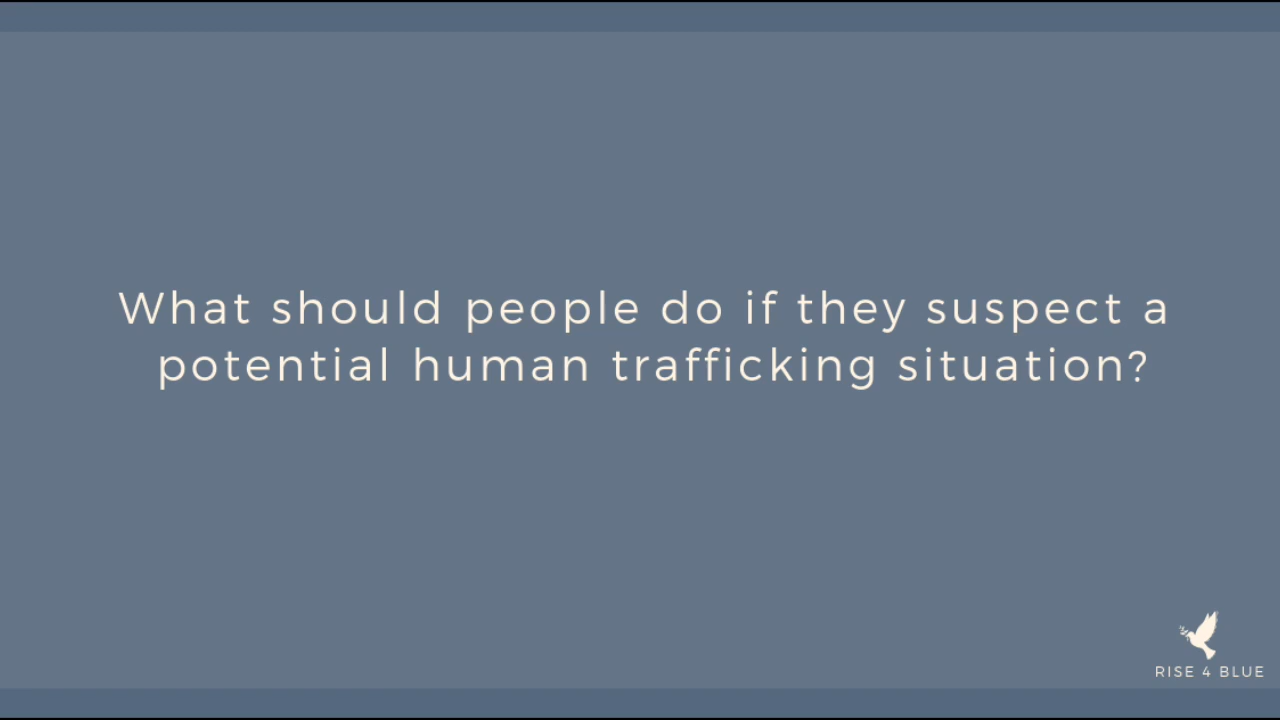 What should people do if they suspect a
potential human trafficking situation?
RISE 4 BLUE